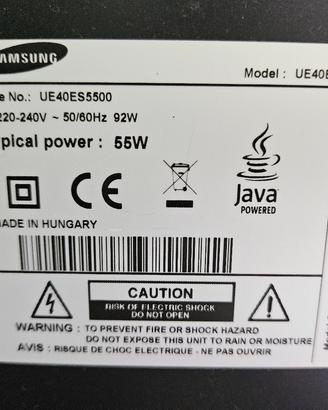 SAMSUNG
Model : UE40E
e No.: UE40ES5500
220-240V ~ 50/60Hz 92W
pical power : 55W
CE
Java
POWERED
MADE IN HUNGARY
CAUTION
RISK OF ELECTRIC SHOCK
DO NOT OPEN
WARNING : TO PREVENT FIRE OR SHOCK HAZARD
DO NOT EXPOSE THIS UNIT TO RAIN OR MOISTURE
AVIS : RISQUE DE CHOC ELECTRIQUE - NE PAS OUVRIR